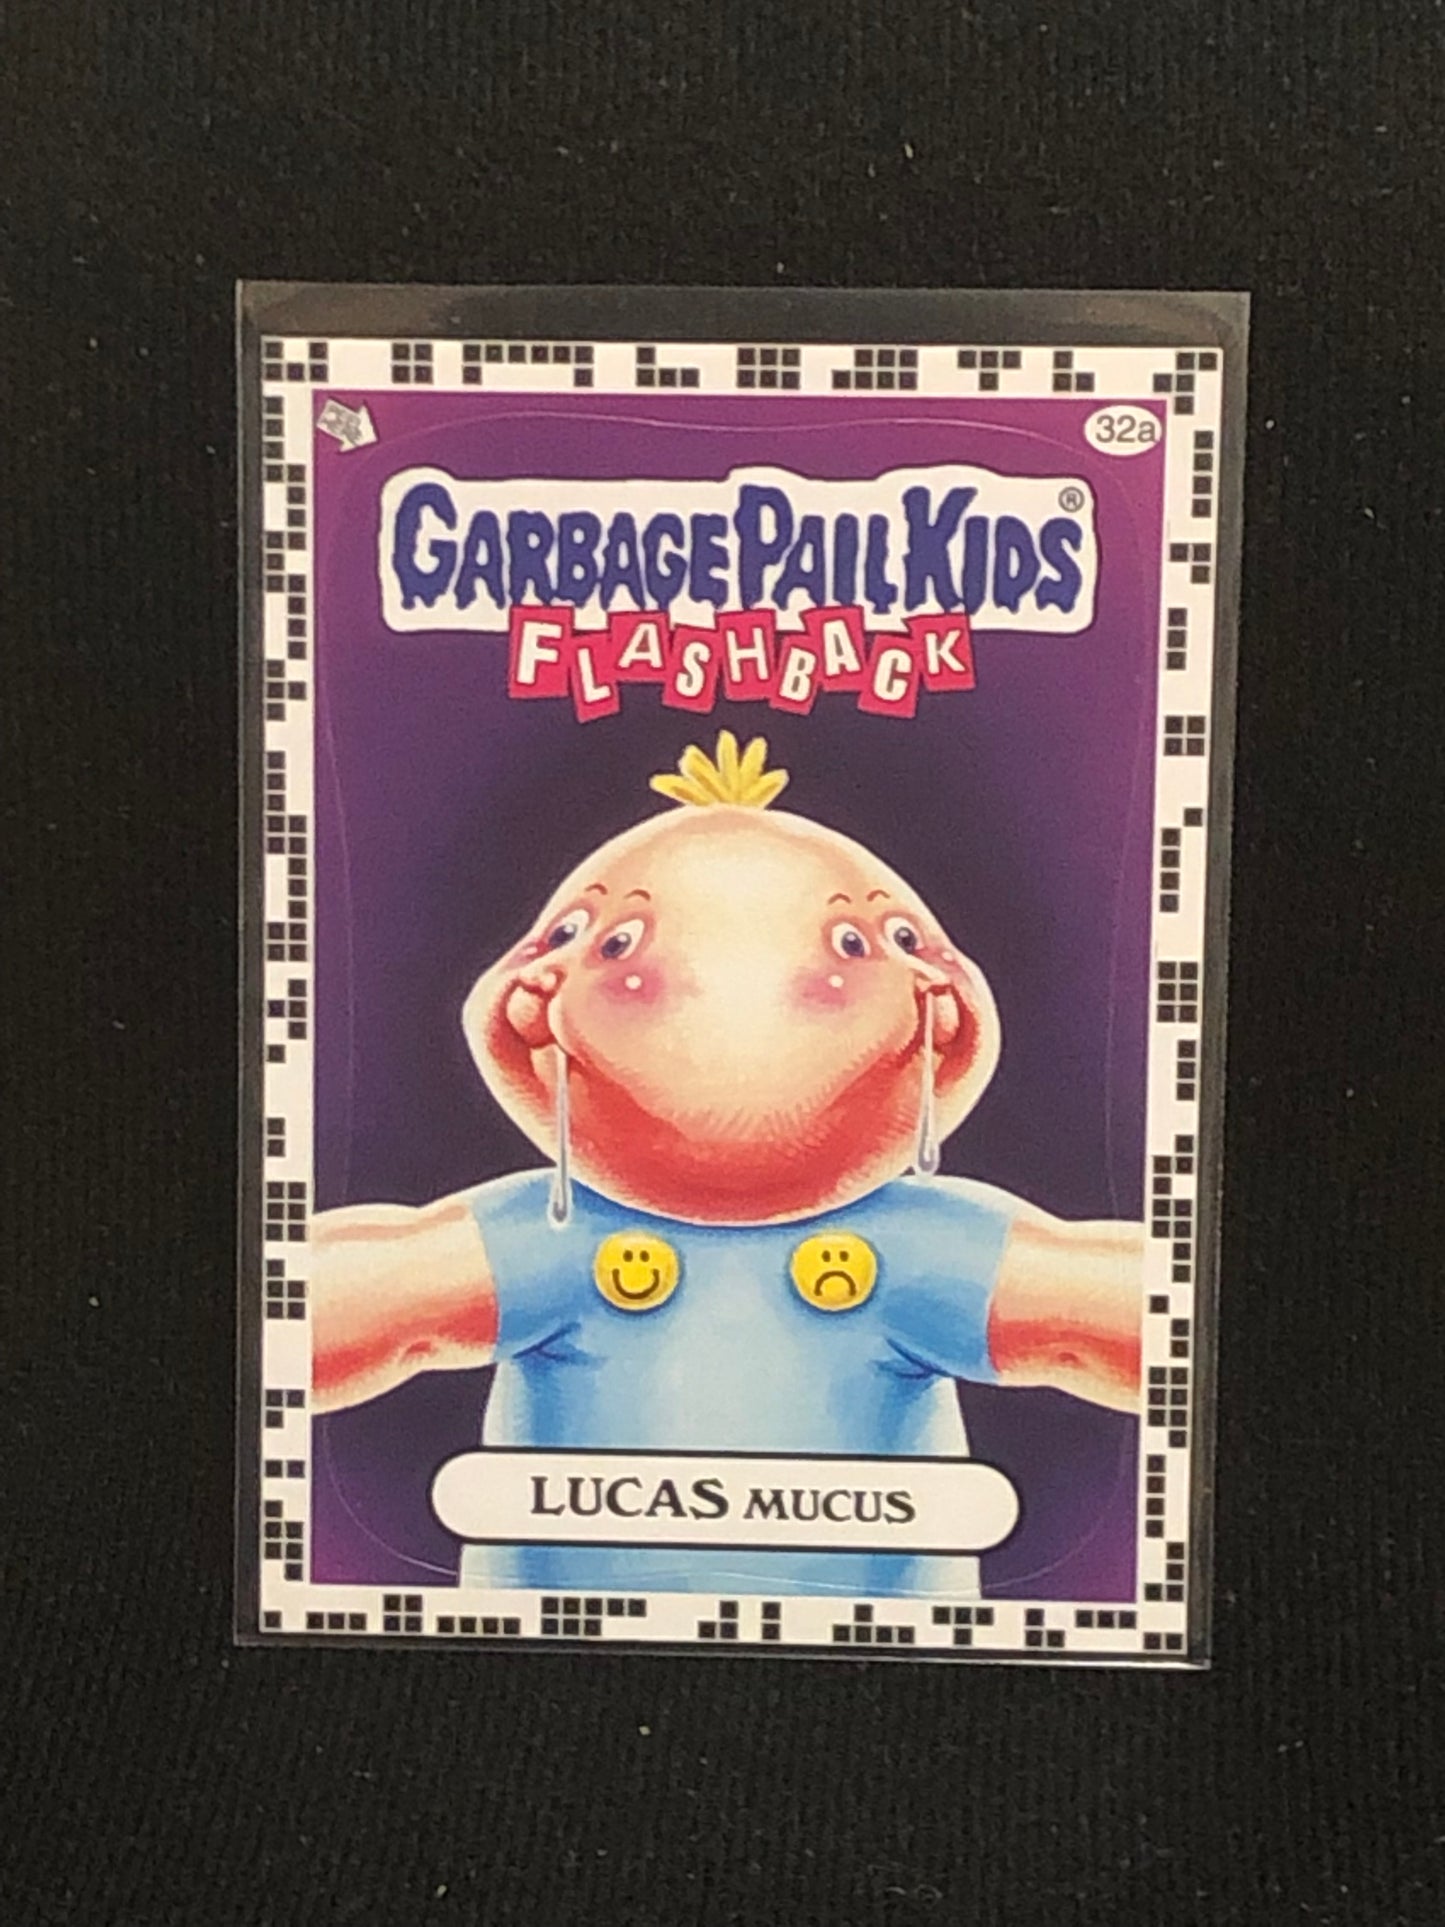 32a
GARBAGE PAIL KIDS®
FLASHBACK
LUCAS MUCUS